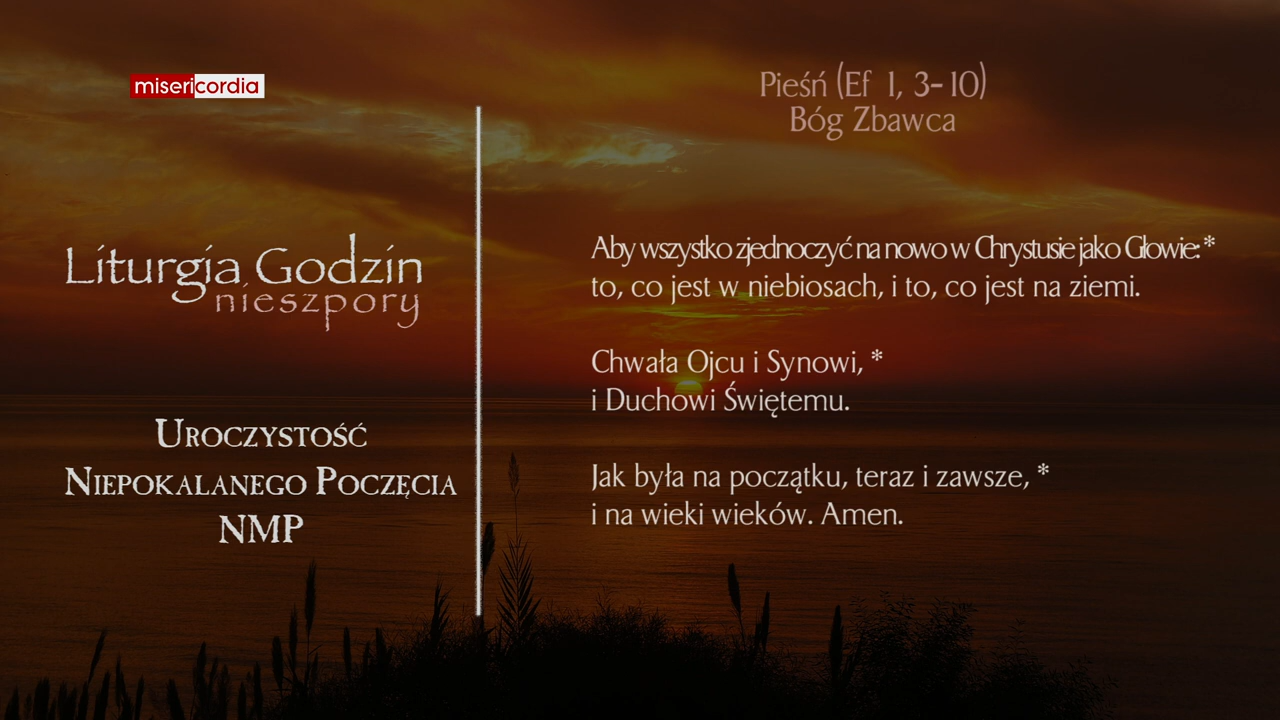 misericordia
Liturgia Godzin
nieszpory
Uroczystość
Niepokalanego Poczęcia
NMP
Pieśń (Ef 1, 3-10)
Bóg Zbawca
Aby wszystko zjednoczyć na nowo w Chrystusie jako Głowie: *
to, co jest w niebiosach, i to, co jest na ziemi.
Chwała Ojcu i Synowi, *
i Duchowi Świętemu.
Jak była na początku, teraz i zawsze, *
i na wieki wieków. Amen.